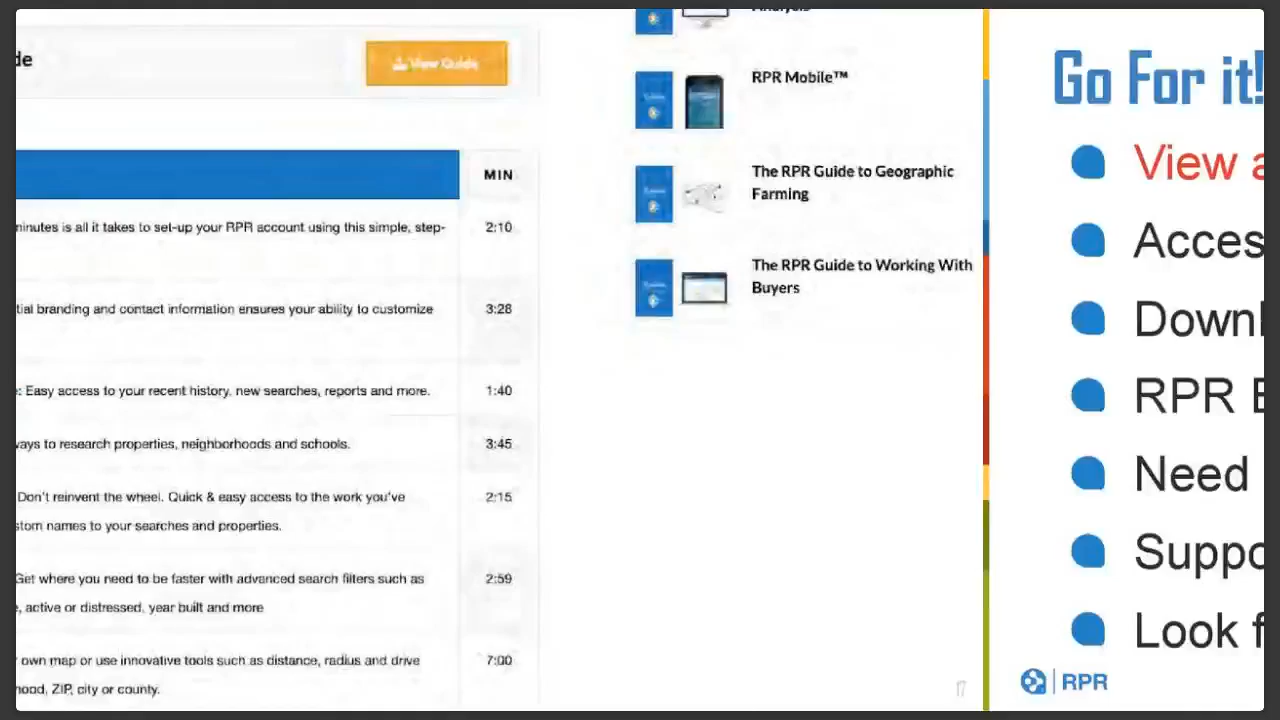 de
View Guide
MIN
minutes is all it takes to set-up your RPR account using this simple, step-
2:10
tial branding and contact information ensures your ability to customize
3:28
: Easy access to your recent history, new searches, reports and more.
1:40
ways to research properties, neighborhoods and schools.
3:45
Don't reinvent the wheel. Quick & easy access to the work you've
2:15
stom names to your searches and properties.
Get where you need to be faster with advanced search filters such as
2:59
, active or distressed, year built and more
own map or use innovative tools such as distance, radius and drive
7:00
hood, ZIP, city or county.
Analysis
RPR Mobile™
The RPR Guide to Geographic
Farming
The RPR Guide to Working With
Buyers
17
Go For it!
View a
Acces
Downl
RPR E
Need
Suppo
Look f
RPR